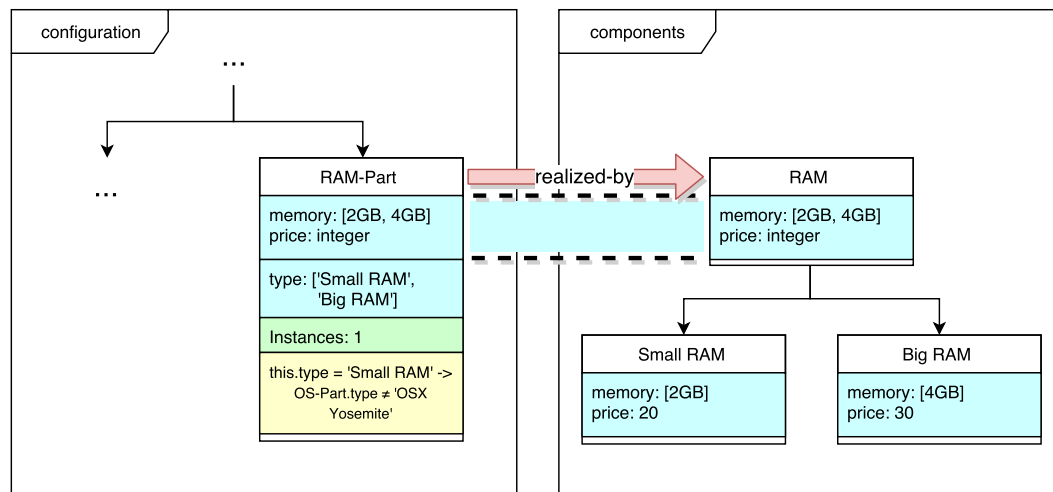 configuration
...
...
RAM-Part
memory: [2GB, 4GB]
price: integer
type: ['Small RAM',
'Big RAM']
Instances: 1
this.type = 'Small RAM' ->
OS-Part.type ≠ 'OSX
Yosemite'
realized-by
components
RAM
memory: [2GB, 4GB]
price: integer
Small RAM
memory: [2GB]
price: 20
Big RAM
memory: [4GB]
price: 30